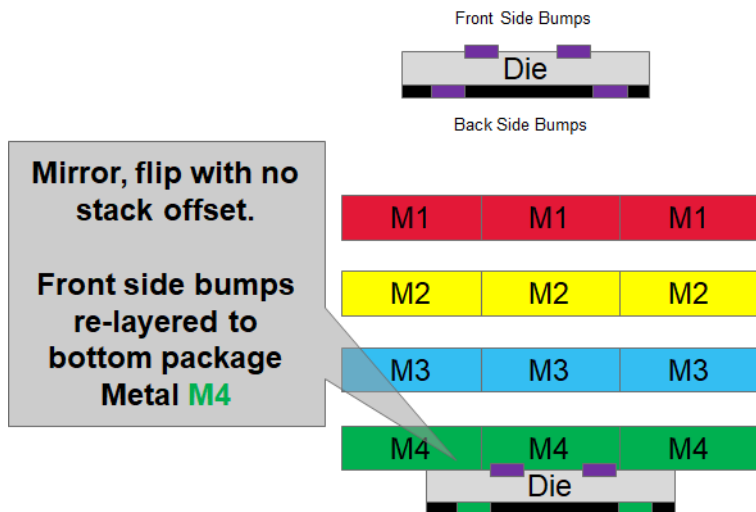 Front Side Bumps
Die
Back Side Bumps
Mirror, flip with no
stack offset.
Front side bumps
re-layered to
bottom package
Metal M4
M1 M1 M1
M2 M2 M2
M3 M3 M3
M4 M4 M4
Die